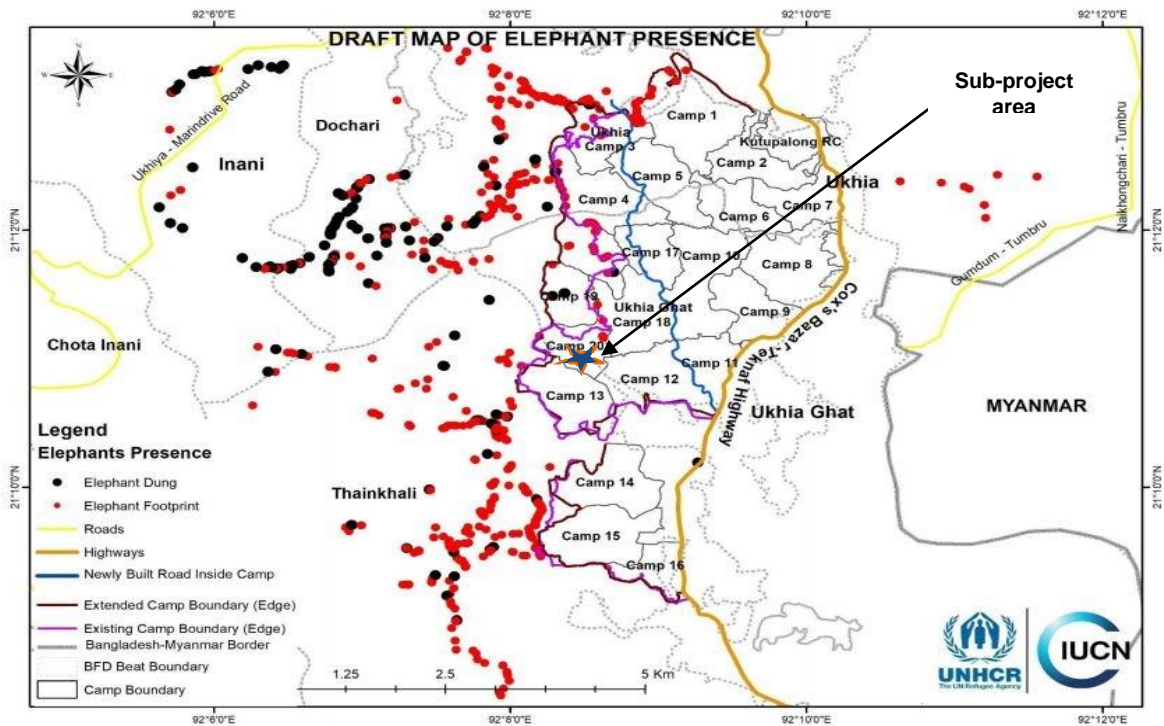 92°6'0"E
92°8'0"E
92°10'0"E
92°12'0"E
DRAFT MAP OF ELEPHANT PRESENCE
N
W
E
S
Sub-project
area
Ukhiya - Marindrive Road
Dochari
Inani
Ukhia
Camp 3
Camp 1
Kutupalong RC
Camp 2
Camp 5
Camp 4
Ukhia
Camp 7
Camp 6
Naikhongchari - Tumbru
Gumdum - Tumbru
21°12'0"N
21°12'0"N
Camp 17
Camp 10
Camp 8
Camp 19
Ukhia Ghat
Camp 18
Camp 9
Cox's Bazar-Teknaf Highway
Chota Inani
Camp 20
Camp 11
Camp 12
Camp 13
Ukhia Ghat
MYANMAR
Thainkhali
Camp 14
Camp 15
Camp 16
21°10'0"N
21°10'0"N
Legend
Elephants Presence
Elephant Dung
Elephant Footprint
Roads
Highways
Newly Built Road Inside Camp
Extended Camp Boundary (Edge)
Existing Camp Boundary (Edge)
Bangladesh-Myanmar Border
BFD Beat Boundary
Camp Boundary
1.25
2.5
5 Km
UNHCR
The UN Refugee Agency
IUCN
92°6'0"E
92°8'0"E
92°10'0"E
92°12'0"E